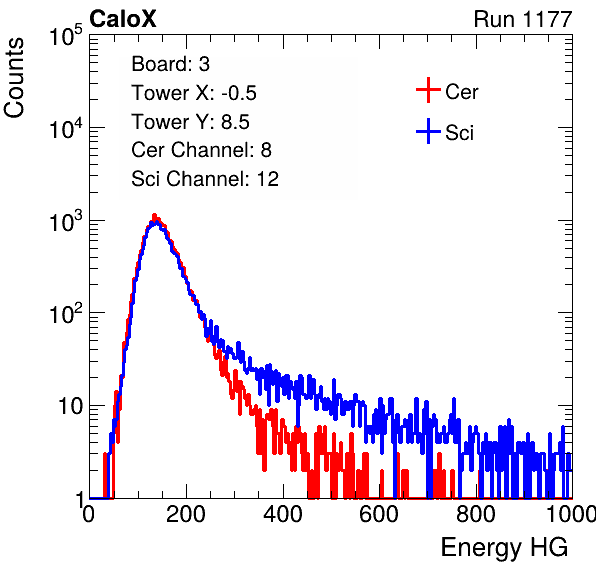 CaloX Run 1177
Counts
Board: 3
Tower X: -0.5
Tower Y: 8.5
Cer Channel: 8
Sci Channel: 12
Cer
Sci
10^5
10^4
10^3
10^2
10
1
0 200 400 600 800 1000
Energy HG